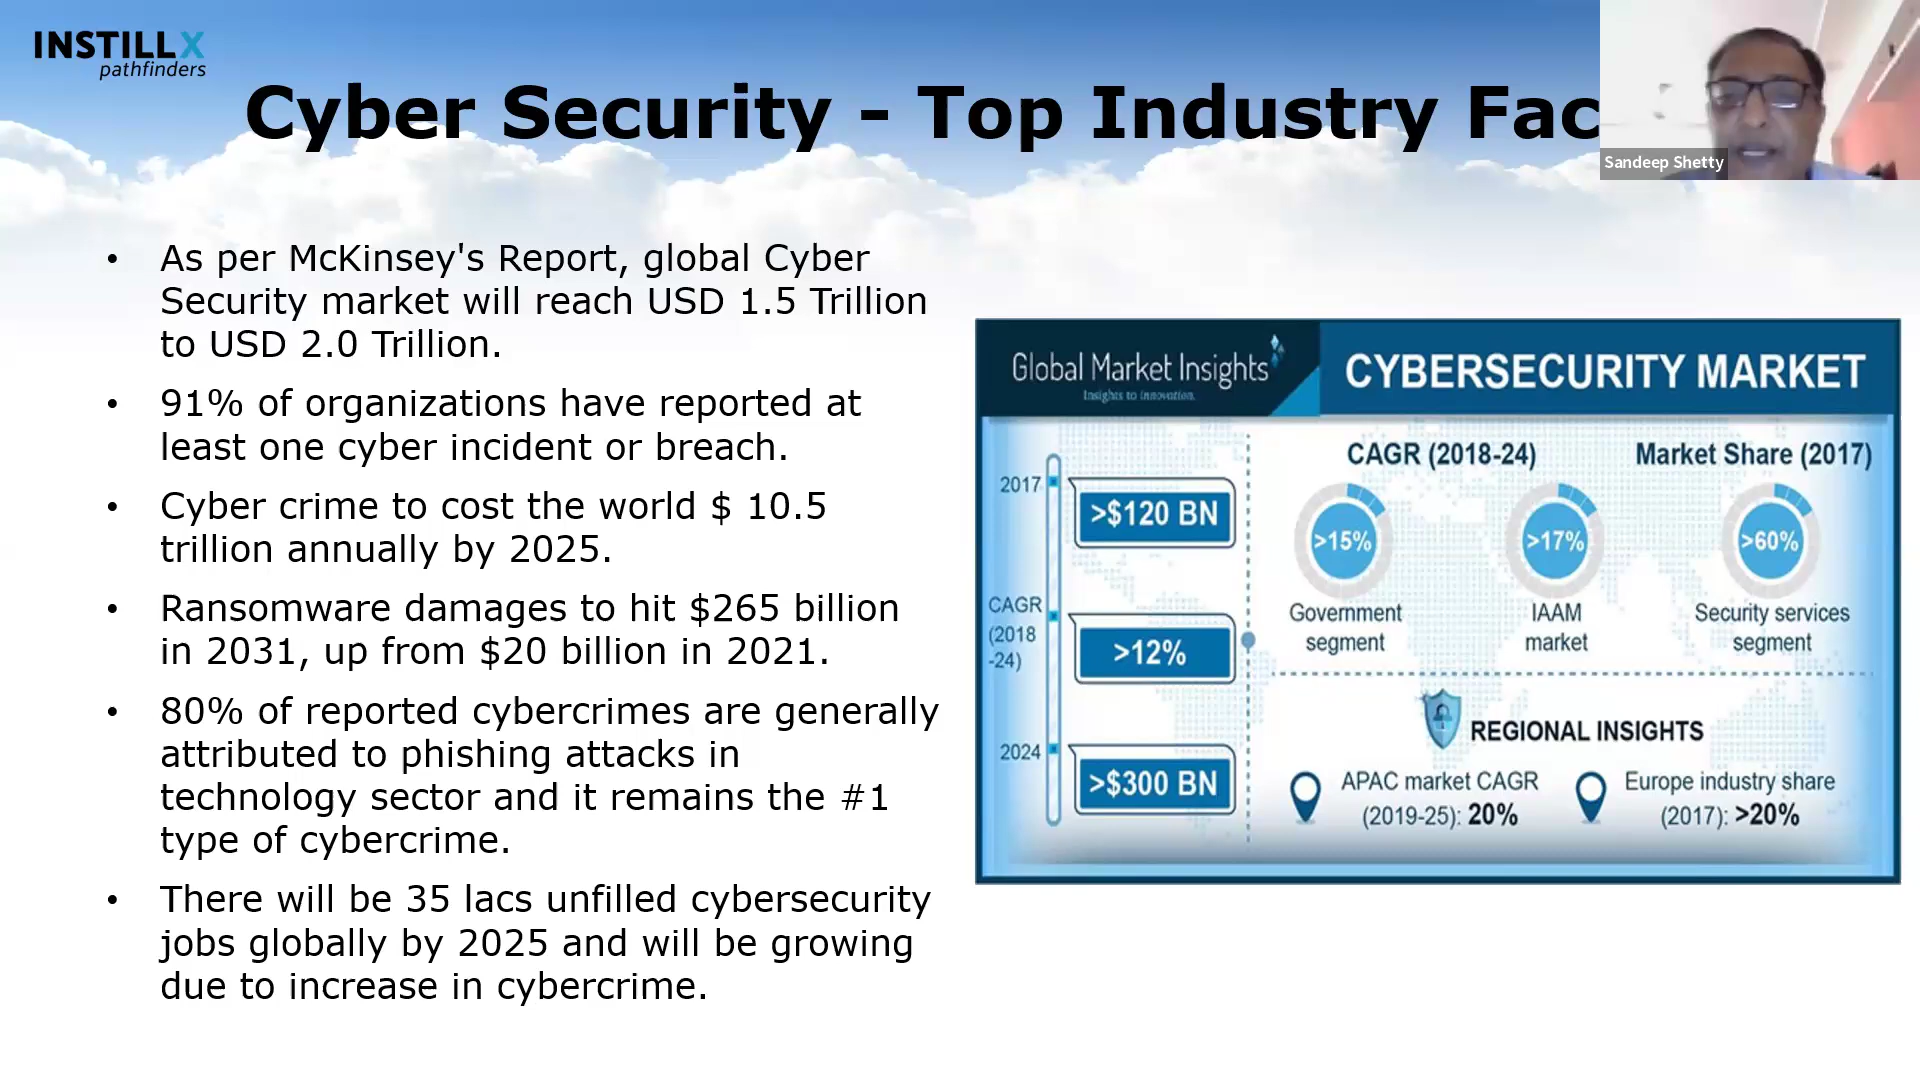 INSTILLX
pathfinders
Cyber Security - Top Industry Fac
Sandeep Shetty
• As per McKinsey's Report, global Cyber
Security market will reach USD 1.5 Trillion
to USD 2.0 Trillion.
• 91% of organizations have reported at
least one cyber incident or breach.
• Cyber crime to cost the world $ 10.5
trillion annually by 2025.
• Ransomware damages to hit $265 billion
in 2031, up from $20 billion in 2021.
• 80% of reported cybercrimes are generally
attributed to phishing attacks in
technology sector and it remains the #1
type of cybercrime.
• There will be 35 lacs unfilled cybersecurity
jobs globally by 2025 and will be growing
due to increase in cybercrime.
Global Market Insights
Insights to Innovation.
CYBERSECURITY MARKET
2017
>$120 BN
CAGR
(2018
-24)
>12%
2024
>$300 BN
CAGR (2018-24)
Market Share (2017)
>15%
>17%
>60%
Government
segment
IAAM
market
Security services
segment
REGIONAL INSIGHTS
APAC market CAGR
(2019-25): 20%
Europe industry share
(2017): >20%